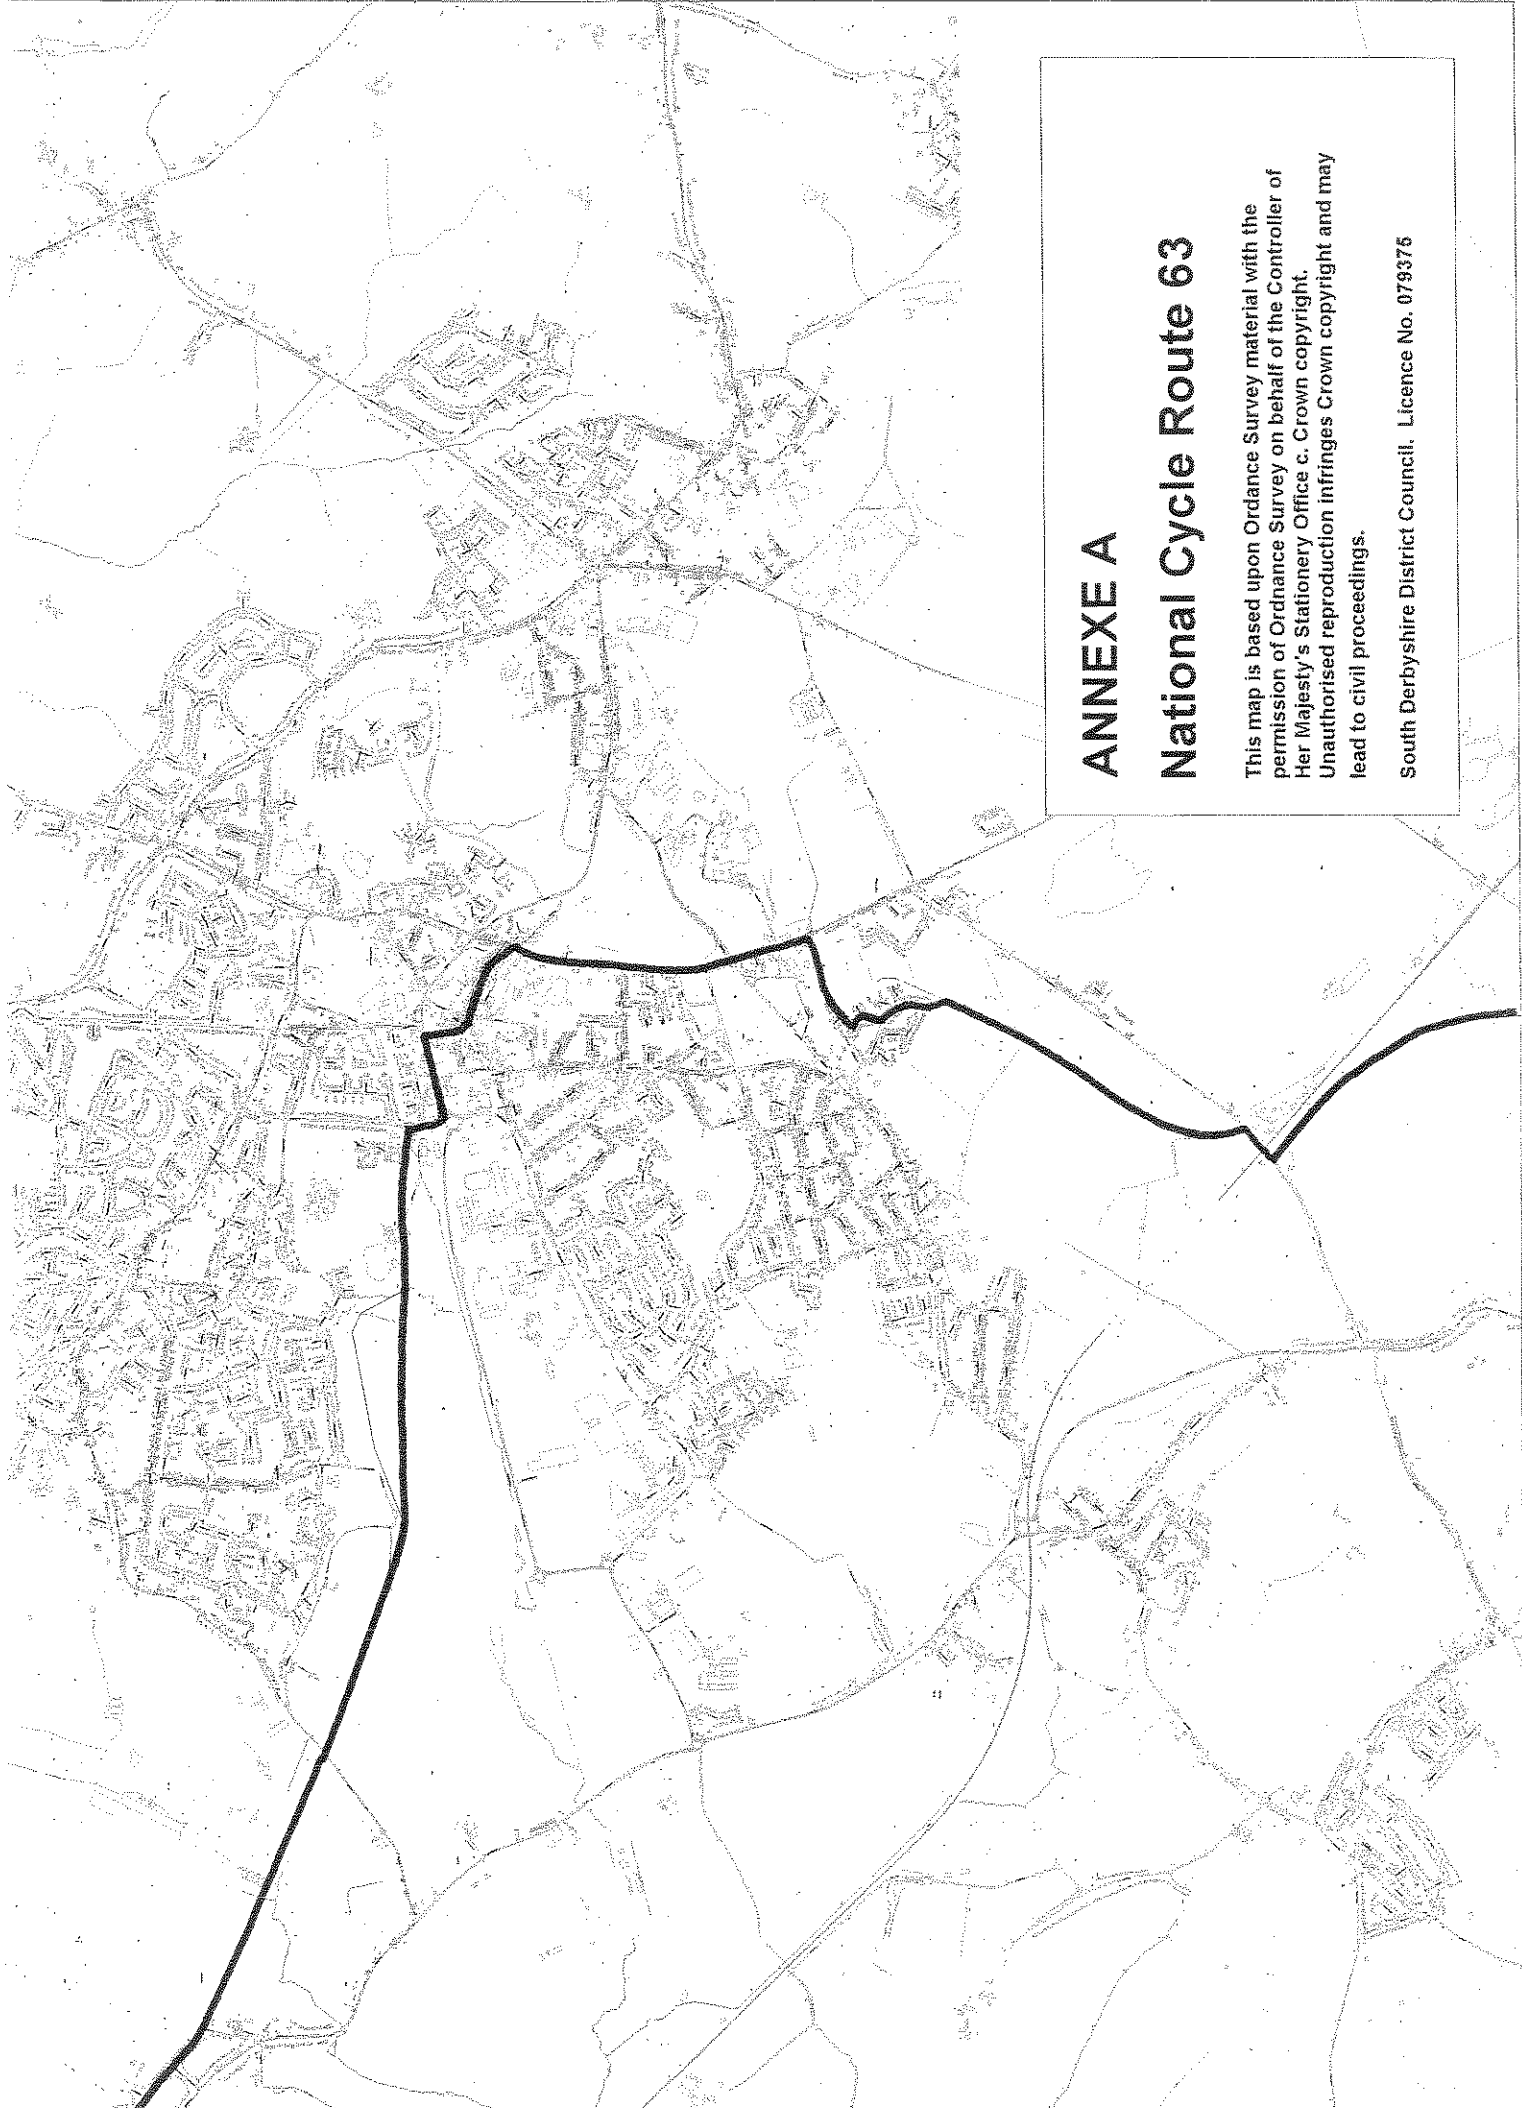 ANNEXE A
National Cycle Route 63
This map is based upon Ordance Survey material with the
permission of Ordnance Survey on behalf of the Controller of
Her Majesty's Stationery Office c. Crown copyright.
Unauthorised reproduction infringes Crown copyright and may
lead to civil proceedings.
South Derbyshire District Council. Licence No. 079375